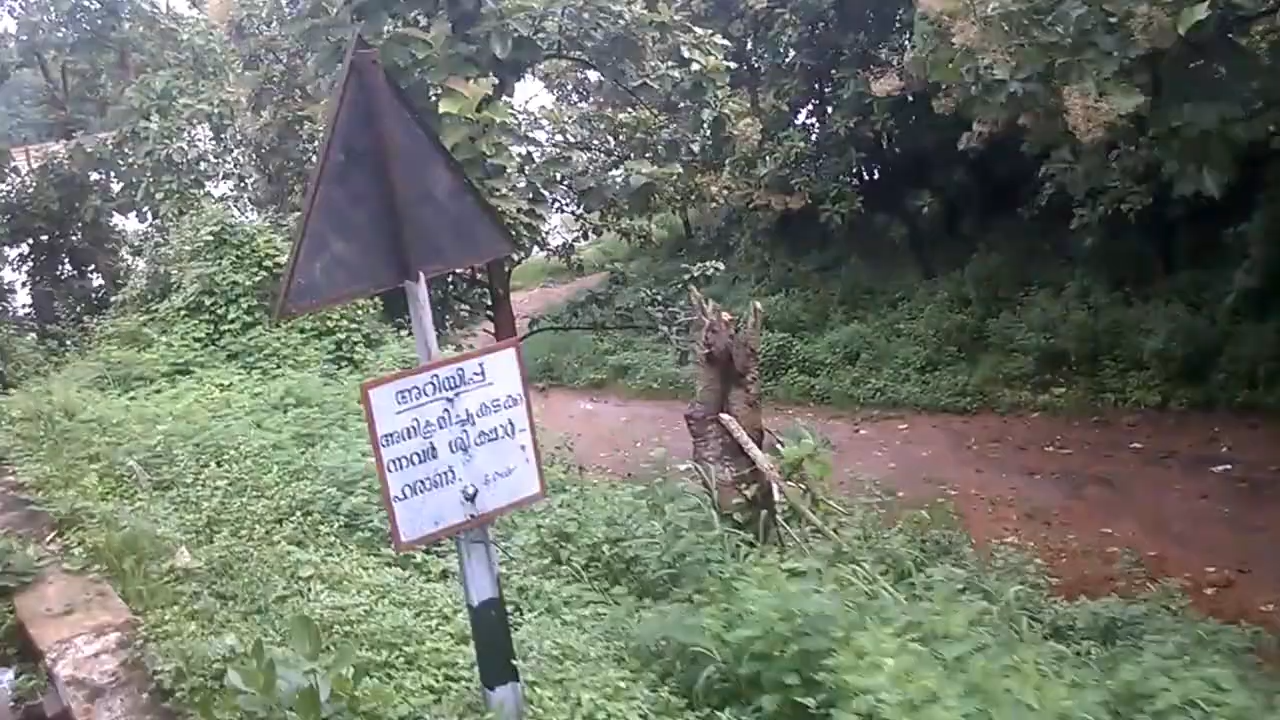 അറിയിപ്പ്
അതിക്രമിച്ചു കടക്കു
ന്നവർ ശിക്ഷാർ-
ഹരാണ്.